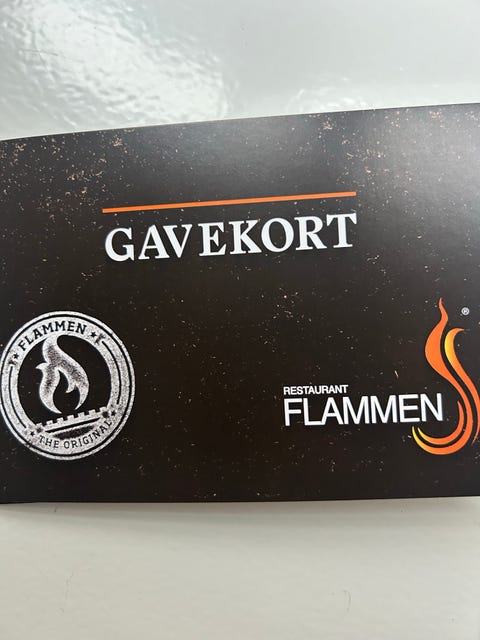 GAVEKORT
★ FLAMMEN ★
★ THE ORIGINAL ★
RESTAURANT
FLAMMEN
®